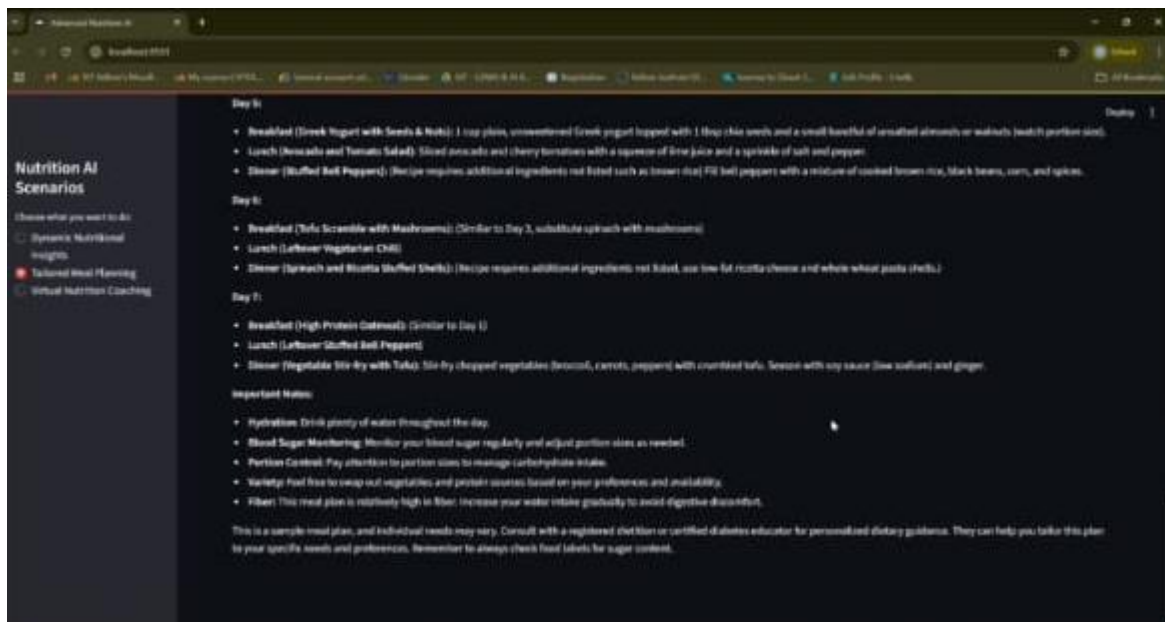 Advanced Nutrition AI
localhost:8501
All Bookmarks
Deploy
Nutrition AI
Scenarios
Choose what you want to do:
Dynamic Nutritional
Insights
Tailored Meal Planning
Virtual Nutrition Coaching
Day 5:
Breakfast (Greek Yogurt with Seeds & Nuts): 1 cup plain, unsweetened Greek yogurt topped with 1 tbsp chia seeds and a small handful of unsalted almonds or walnuts (watch portion size).
Lunch (Avocado and Tomato Salad): Sliced avocado and cherry tomatoes with a squeeze of lime juice and a sprinkle of salt and pepper.
Dinner (Stuffed Bell Peppers): (Recipe requires additional ingredients not listed such as brown rice) Fill bell peppers with a mixture of cooked brown rice, black beans, corn, and spices.
Day 6:
Breakfast (Tofu Scramble with Mushrooms): (Similar to Day 3, substitute spinach with mushrooms)
Lunch (Leftover Vegetarian Chili)
Dinner (Spinach and Ricotta Stuffed Shells): (Recipe requires additional ingredients not listed, use low fat ricotta cheese and whole wheat pasta shells.)
Day 7:
Breakfast (High Protein Oatmeal): (Similar to Day 1)
Lunch (Leftover Stuffed Bell Peppers)
Dinner (Vegetable Stir-fry with Tofu): Stir-fry chopped vegetables (broccoli, carrots, peppers) with crumbled tofu. Season with soy sauce (low sodium) and ginger.
Important Notes:
Hydration: Drink plenty of water throughout the day.
Blood Sugar Monitoring: Monitor your blood sugar regularly and adjust portion sizes as needed.
Portion Control: Pay attention to portion sizes to manage carbohydrate intake.
Variety: Feel free to swap out vegetables and protein sources based on your preferences and availability.
Fiber: This meal plan is relatively high in fiber. Increase your water intake gradually to avoid digestive discomfort.
This is a sample meal plan, and individual needs may vary. Consult with a registered dietitian or certified diabetes educator for personalized dietary guidance. They can help you tailor this plan
to your specific needs and preferences. Remember to always check food labels for sugar content.